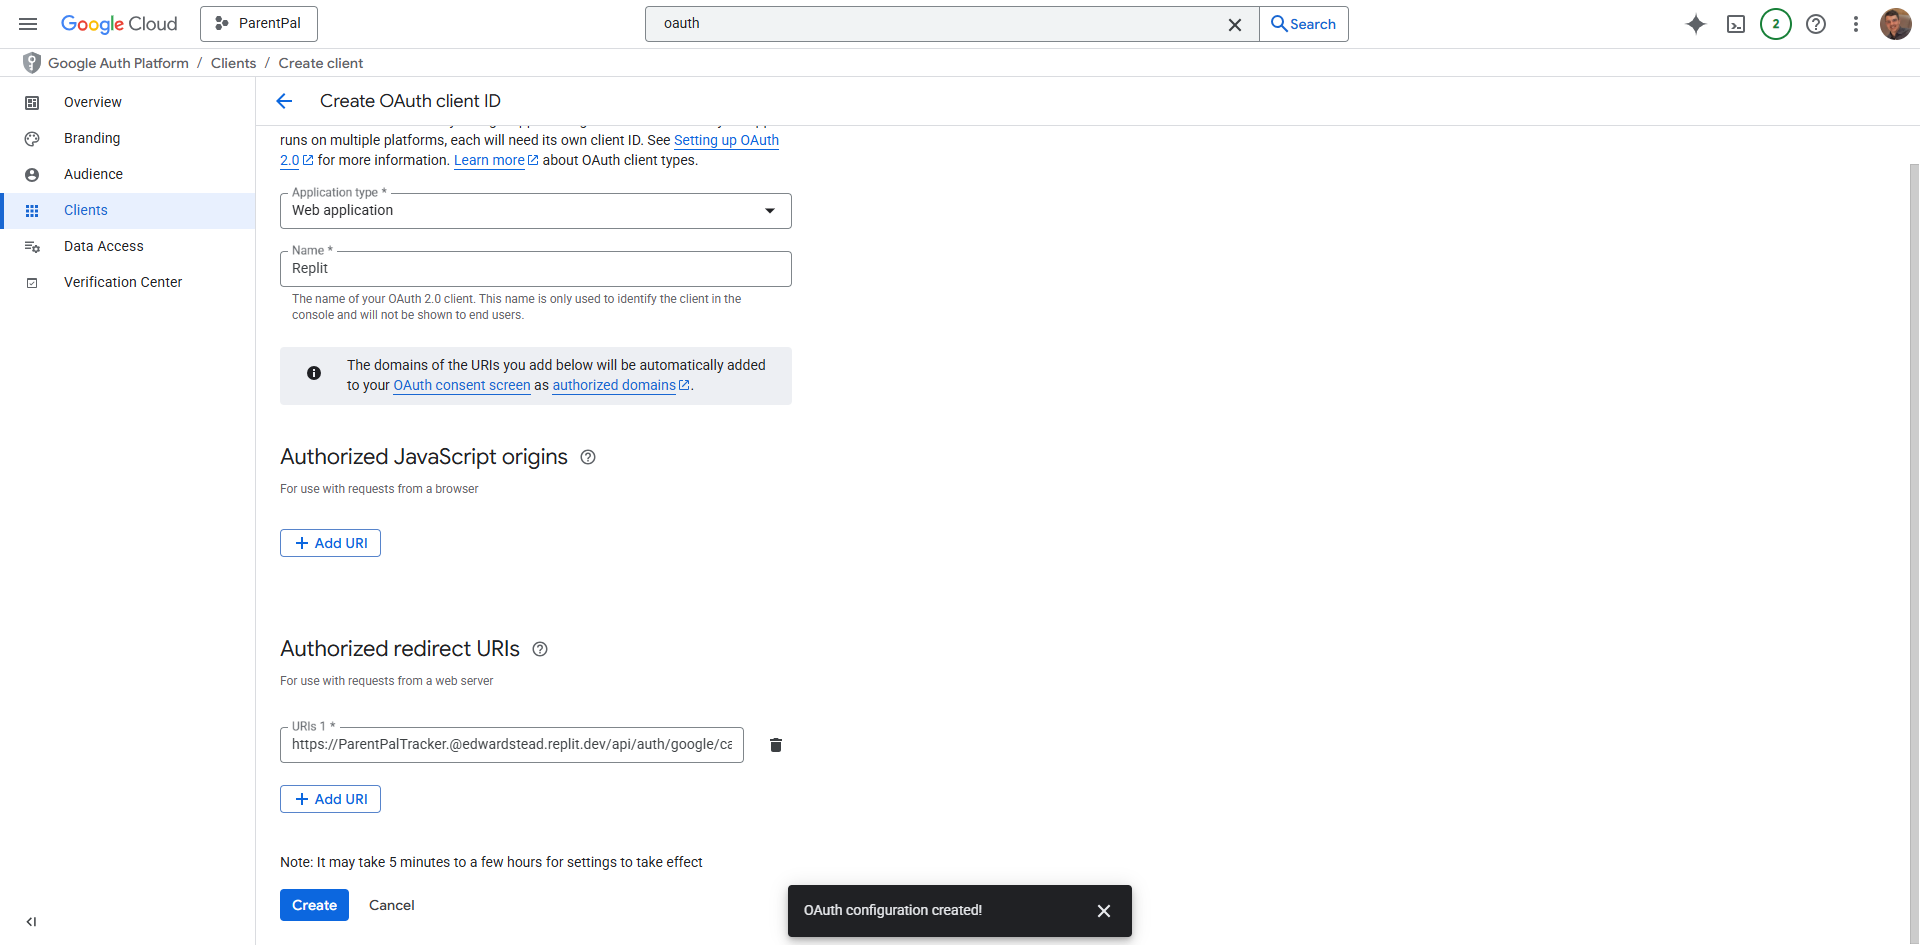 Google Cloud
ParentPal
oauth
Search
2
Google Auth Platform / Clients / Create client
Overview
Branding
Audience
Clients
Data Access
Verification Center
Create OAuth client ID
runs on multiple platforms, each will need its own client ID. See Setting up OAuth
2.0 for more information. Learn more about OAuth client types.
Application type *
Web application
Name *
Replit
The name of your OAuth 2.0 client. This name is only used to identify the client in the
console and will not be shown to end users.
The domains of the URIs you add below will be automatically added
to your OAuth consent screen as authorized domains.
Authorized JavaScript origins
For use with requests from a browser
+ Add URI
Authorized redirect URIs
For use with requests from a web server
URIs 1 *
https://ParentPalTracker.@edwardstead.replit.dev/api/auth/google/ca
+ Add URI
Note: It may take 5 minutes to a few hours for settings to take effect
Create
Cancel
OAuth configuration created!